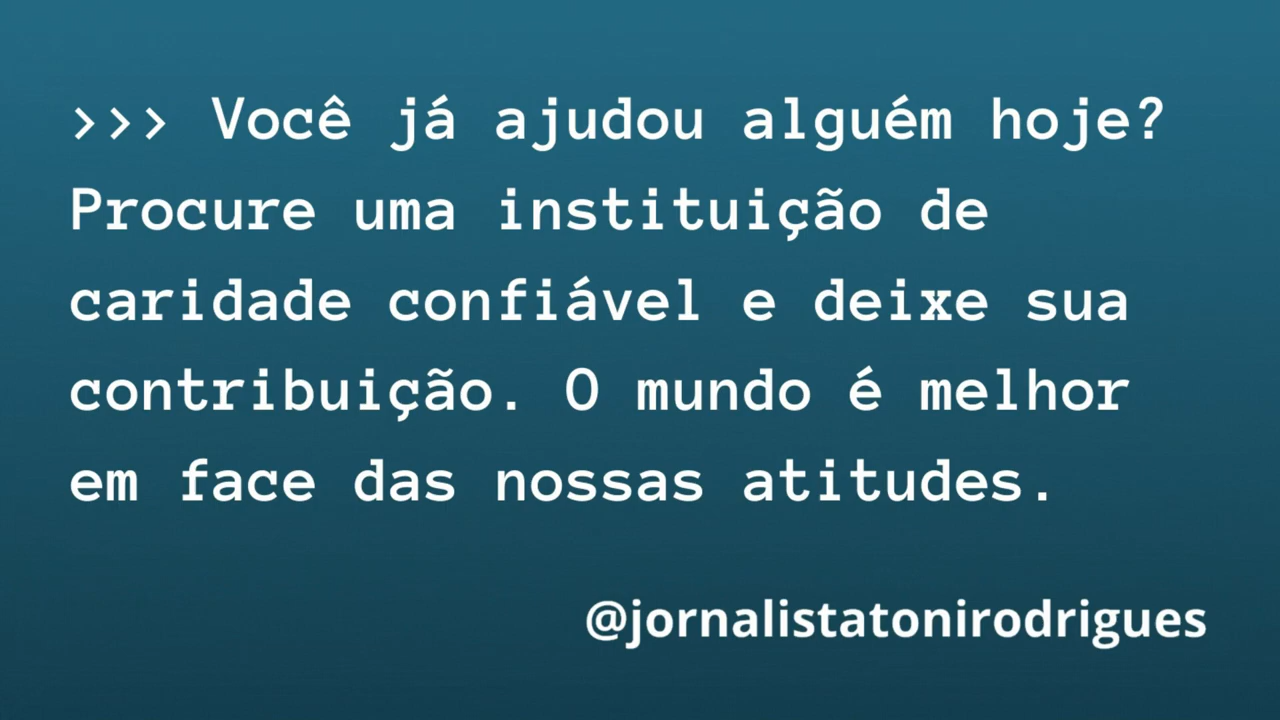 >>> Você já ajudou alguém hoje?
Procure uma instituição de
caridade confiável e deixe sua
contribuição. O mundo é melhor
em face das nossas atitudes.
@jornalistatonirodrigues